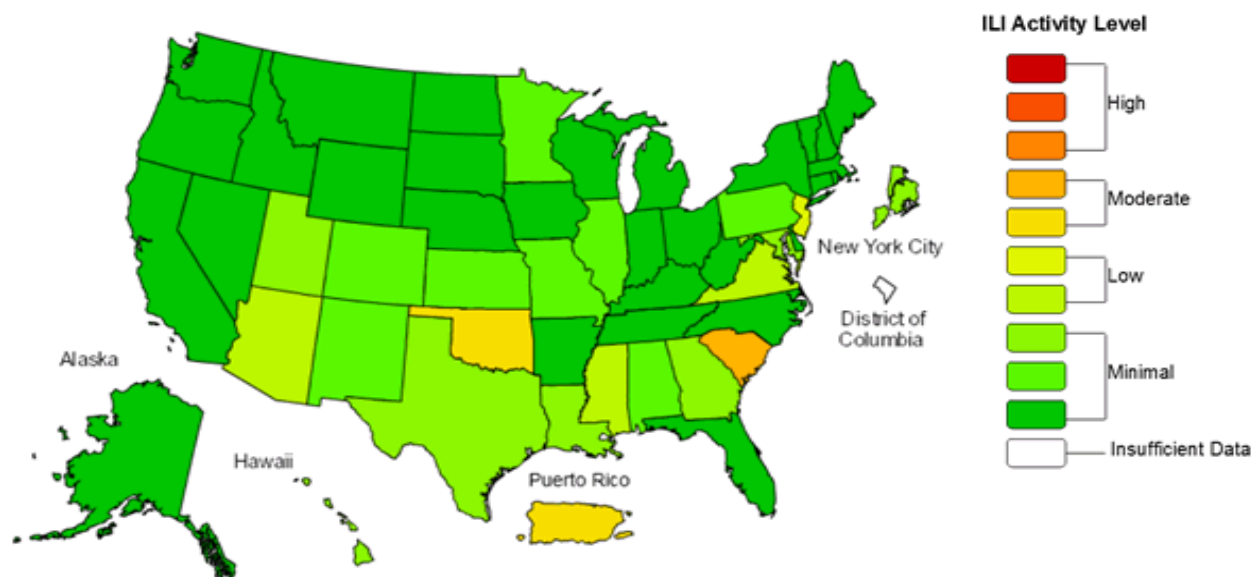 ILI Activity Level
High
Moderate
Low
Minimal
Insufficient Data
New York City
District of
Columbia
Alaska
Hawaii
Puerto Rico